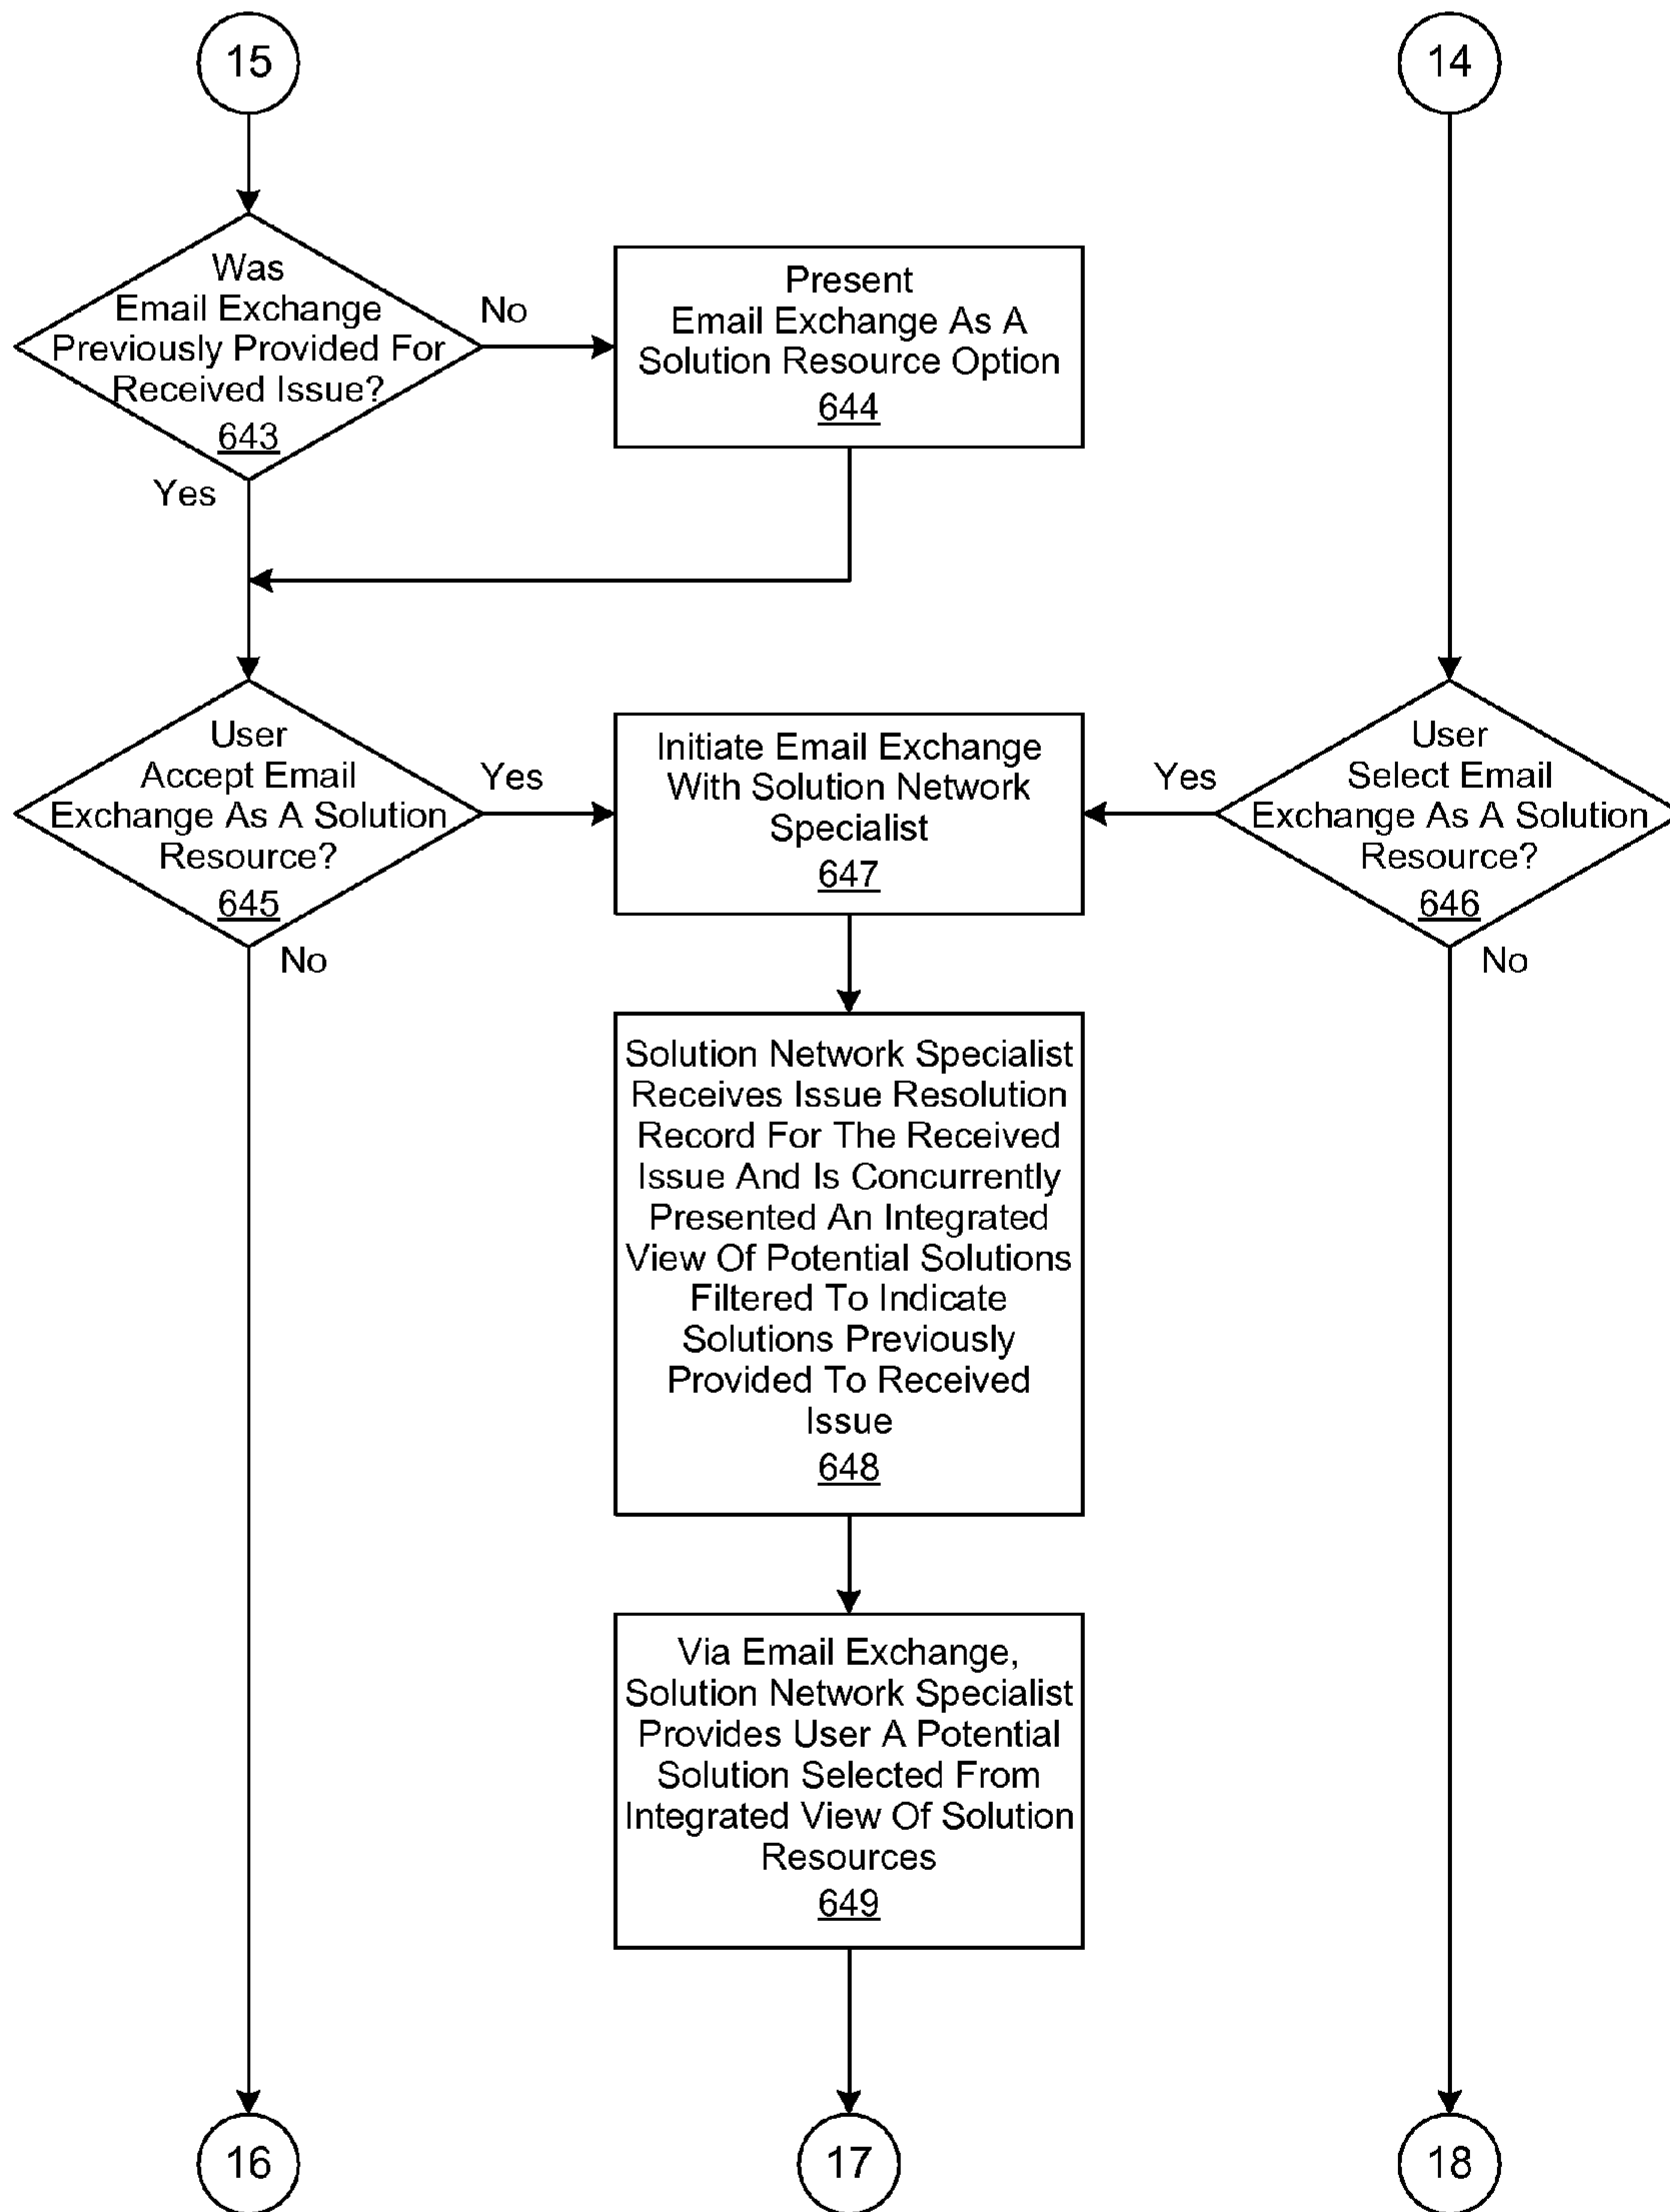 15
14
Was
Email Exchange
Previously Provided For
Received Issue?
643
No
Yes
Present
Email Exchange As A
Solution Resource Option
644
User
Accept Email
Exchange As A Solution
Resource?
645
Yes
No
Initiate Email Exchange
With Solution Network
Specialist
647
Yes
User
Select Email
Exchange As A Solution
Resource?
646
No
Solution Network Specialist
Receives Issue Resolution
Record For The Received
Issue And Is Concurrently
Presented An Integrated
View Of Potential Solutions
Filtered To Indicate
Solutions Previously
Provided To Received
Issue
648
Via Email Exchange,
Solution Network Specialist
Provides User A Potential
Solution Selected From
Integrated View Of Solution
Resources
649
16
17
18